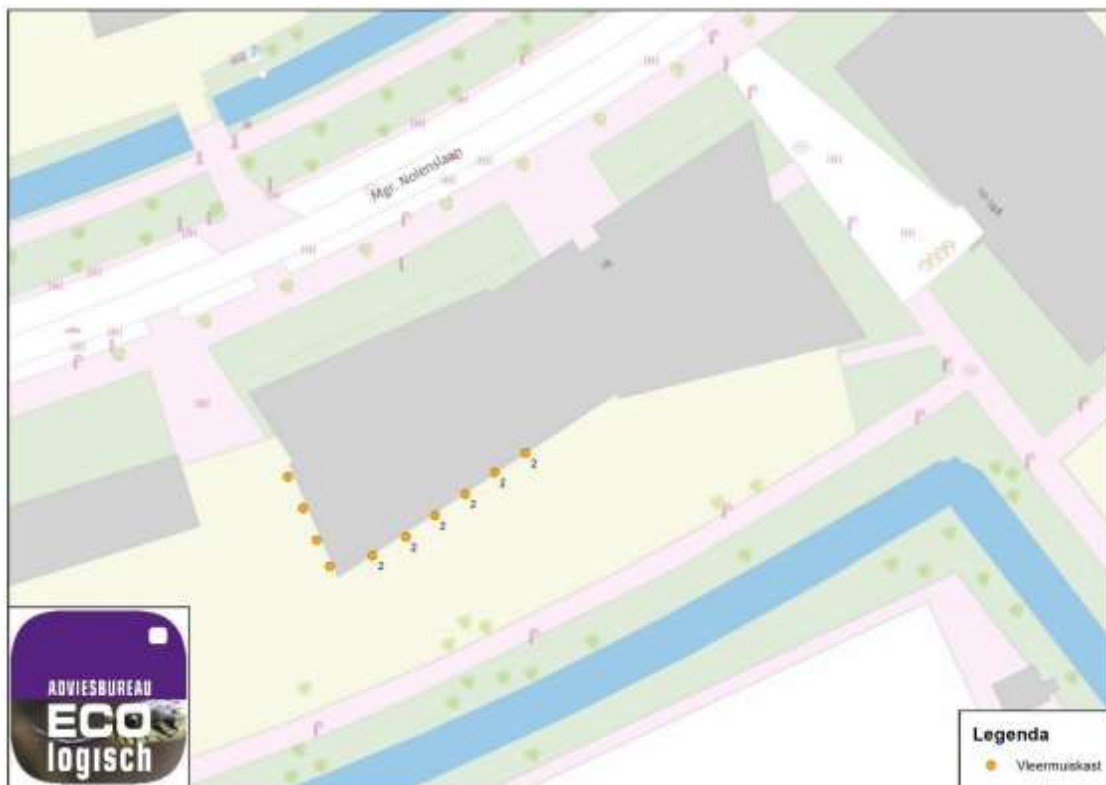 Mgr. Nolenslaan
2
2
2
2
2
2
ADVIESBUREAU
ECO
logisch
Legenda
Vleermuiskast